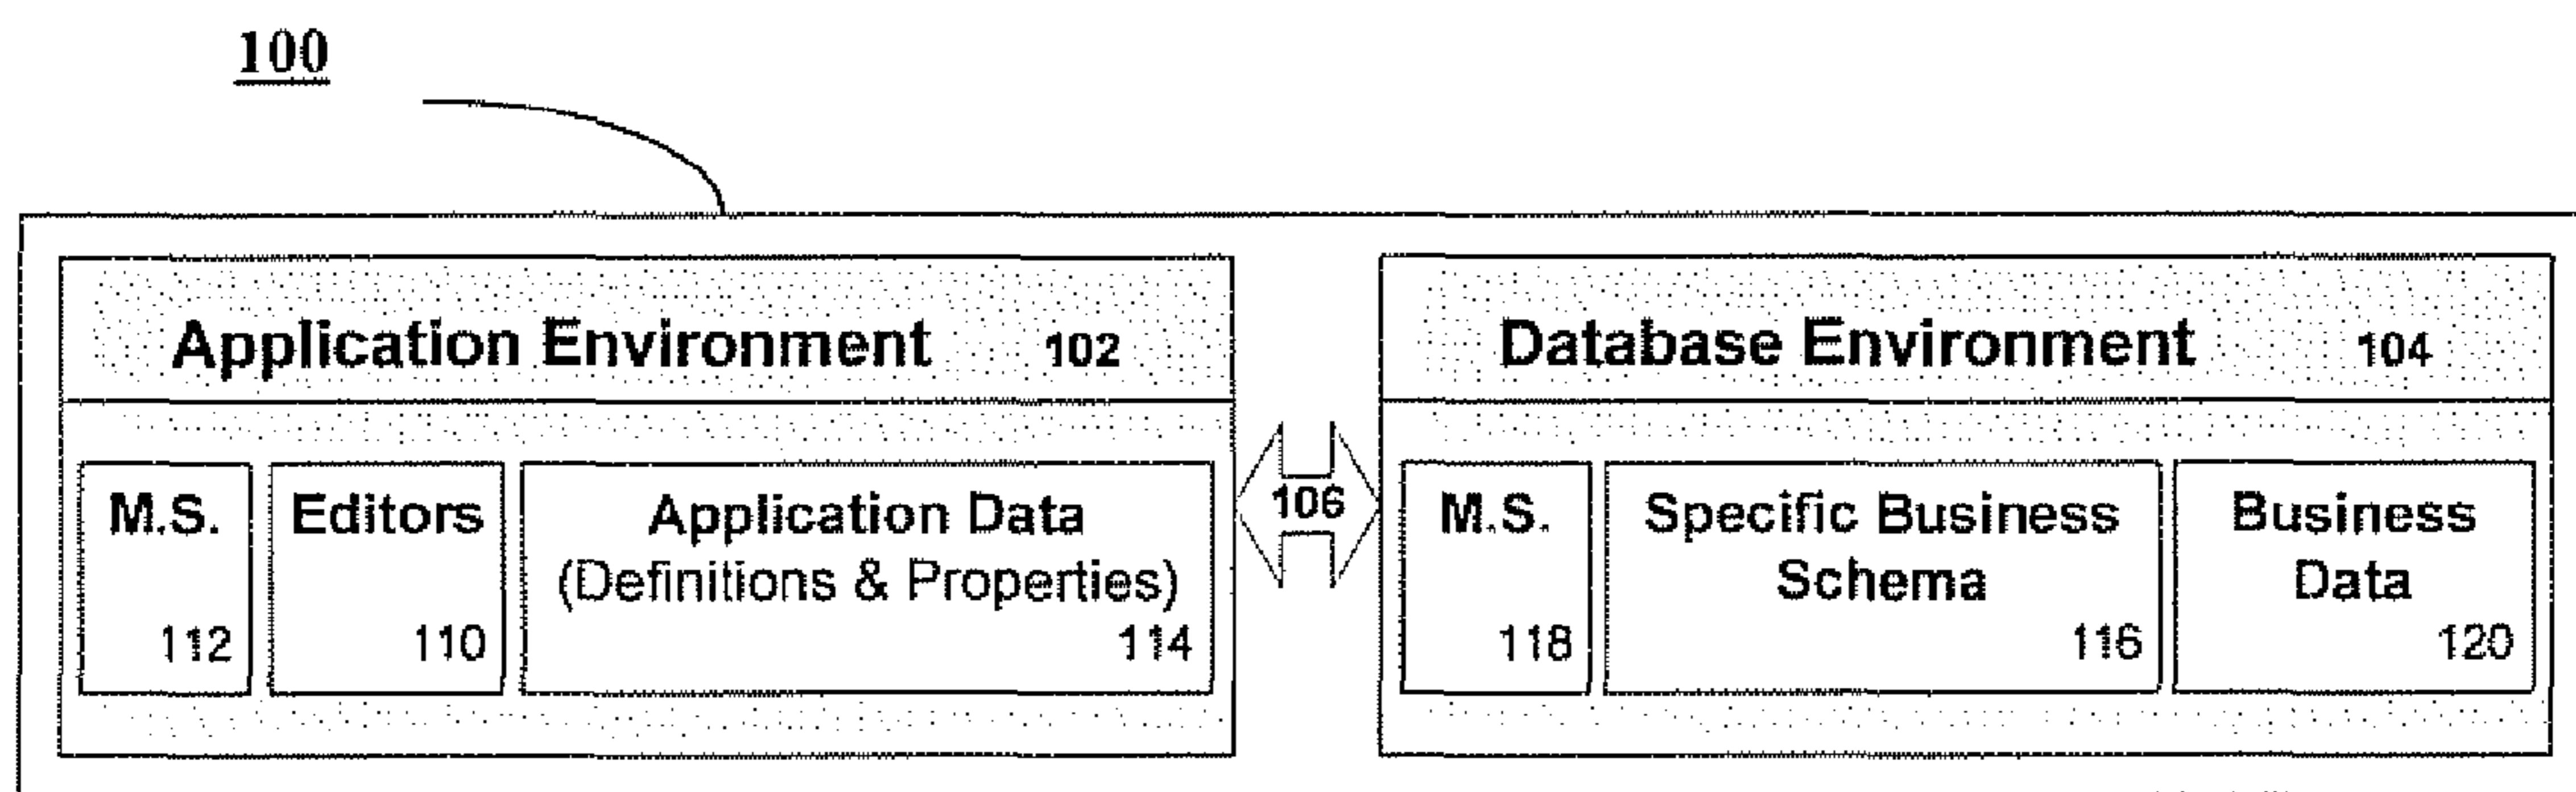 100
Application Environment 102
Database Environment 104
M.S.
112
Editors
110
Application Data
(Definitions & Properties)
114
106
M.S.
118
Specific Business
Schema
116
Business
Data
120